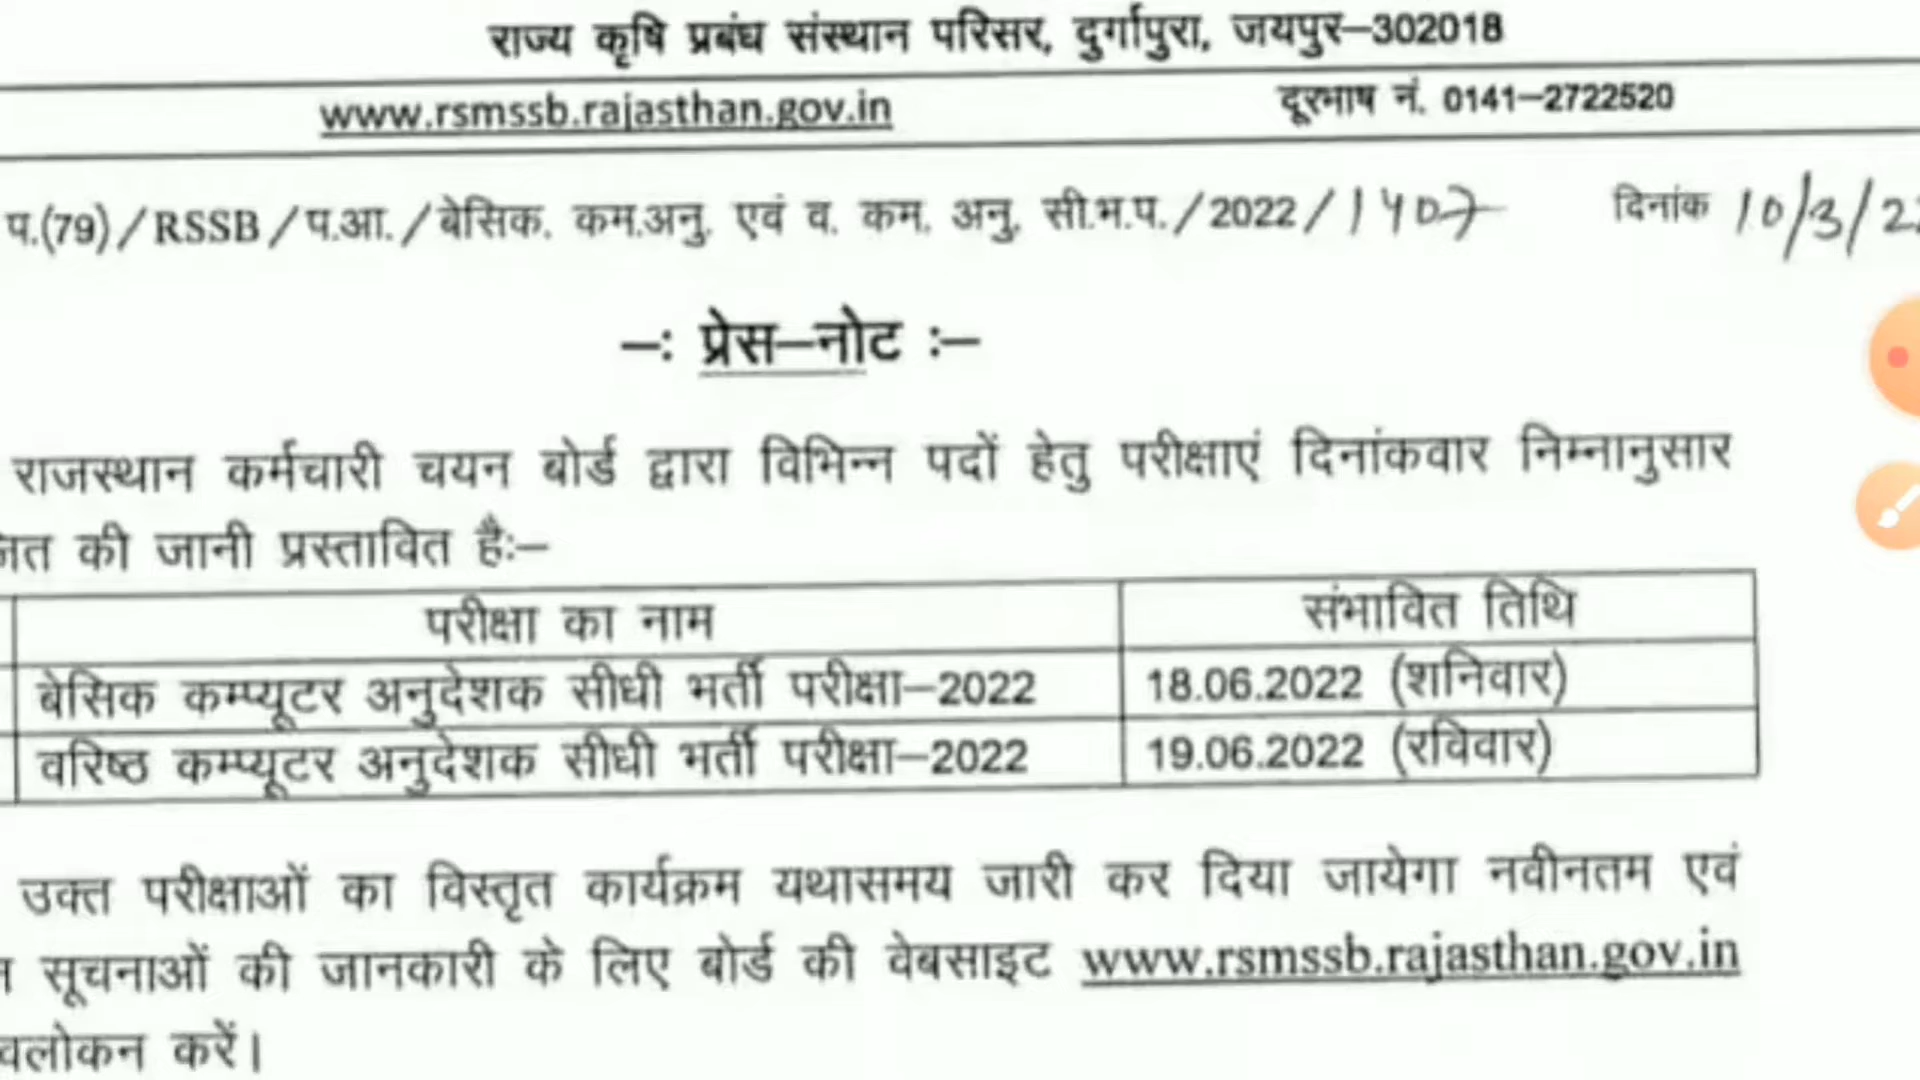 राज्य कृषि प्रबंध संस्थान परिसर, दुर्गापुरा, जयपुर–302018
www.rsmssb.rajasthan.gov.in दूरभाष नं. 0141–2722520
प.(79)/RSSB/प.आ./बेसिक. कम.अनु. एवं व. कम. अनु. सी.भ.प./2022/1407 दिनांक 10/3/22
–: प्रेस–नोट :–
राजस्थान कर्मचारी चयन बोर्ड द्वारा विभिन्न पदों हेतु परीक्षाएं दिनांकवार निम्नानुसार
जित की जानी प्रस्तावित है:–
परीक्षा का नाम संभावित तिथि
बेसिक कम्प्यूटर अनुदेशक सीधी भर्ती परीक्षा–2022 18.06.2022 (शनिवार)
वरिष्ठ कम्प्यूटर अनुदेशक सीधी भर्ती परीक्षा–2022 19.06.2022 (रविवार)
उक्त परीक्षाओं का विस्तृत कार्यक्रम यथासमय जारी कर दिया जायेगा नवीनतम एवं
सूचनाओं की जानकारी के लिए बोर्ड की वेबसाइट www.rsmssb.rajasthan.gov.in
वलोकन करें।